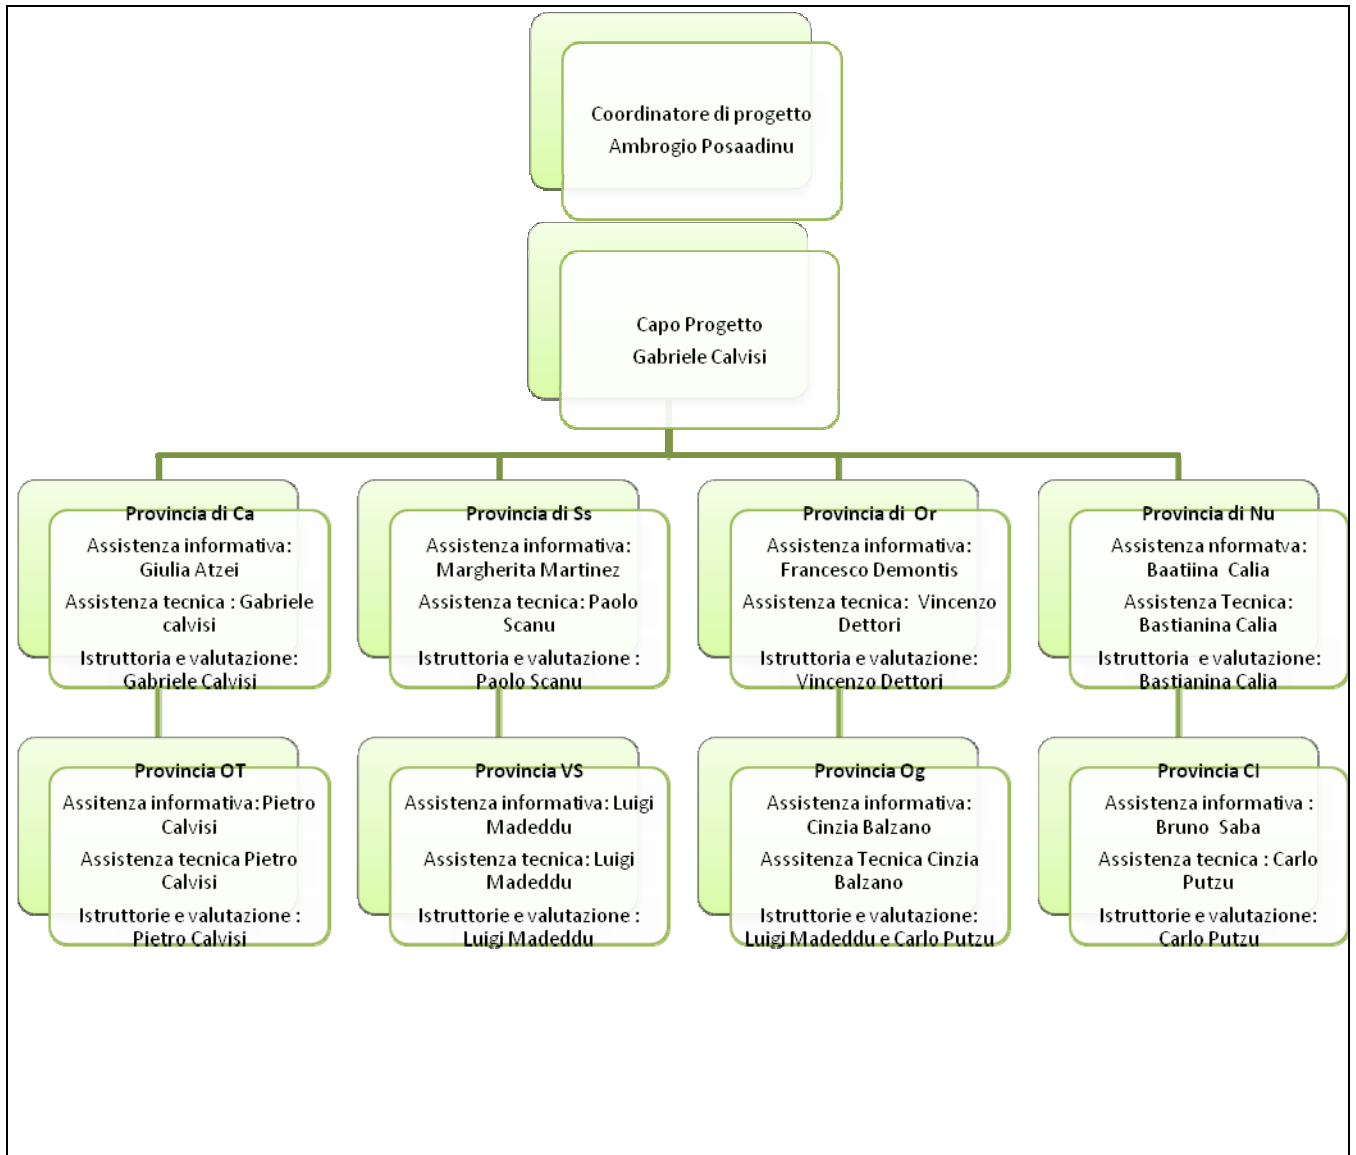 Coordinatore di progetto
Ambrogio Posaadinu
Capo Progetto
Gabriele Calvisi
Provincia di Ca
Assistenza informativa:
Giulia Atzei
Assistenza tecnica : Gabriele
calvisi
Istruttoria e valutazione:
Gabriele Calvisi
Provincia di Ss
Assistenza informativa:
Margherita Martinez
Assistenza tecnica: Paolo
Scanu
Istruttoria e valutazione :
Paolo Scanu
Provincia di Or
Assistenza informativa:
Francesco Demontis
Assistenza tecnica: Vincenzo
Dettori
Istruttoria e valutazione:
Vincenzo Dettori
Provincia di Nu
Assistenza nformatva:
Baatiina Calia
Assistenza Tecnica:
Bastianina Calia
Istruttoria e valutazione:
Bastianina Calia
Provincia OT
Assitenza informativa: Pietro
Calvisi
Assistenza tecnica Pietro
Calvisi
Istruttorie e valutazione :
Pietro Calvisi
Provincia VS
Assistenza informativa: Luigi
Madeddu
Assistenza tecnica: Luigi
Madeddu
Istruttorie e valutazione :
Luigi Madeddu
Provincia Og
Assistenza informativa:
Cinzia Balzano
Asssitenza Tecnica Cinzia
Balzano
Istruttorie e valutazione:
Luigi Madeddu e Carlo Putzu
Provincia CI
Assistenza informativa :
Bruno Saba
Assistenza tecnica : Carlo
Putzu
Istruttorie e valutazione:
Carlo Putzu